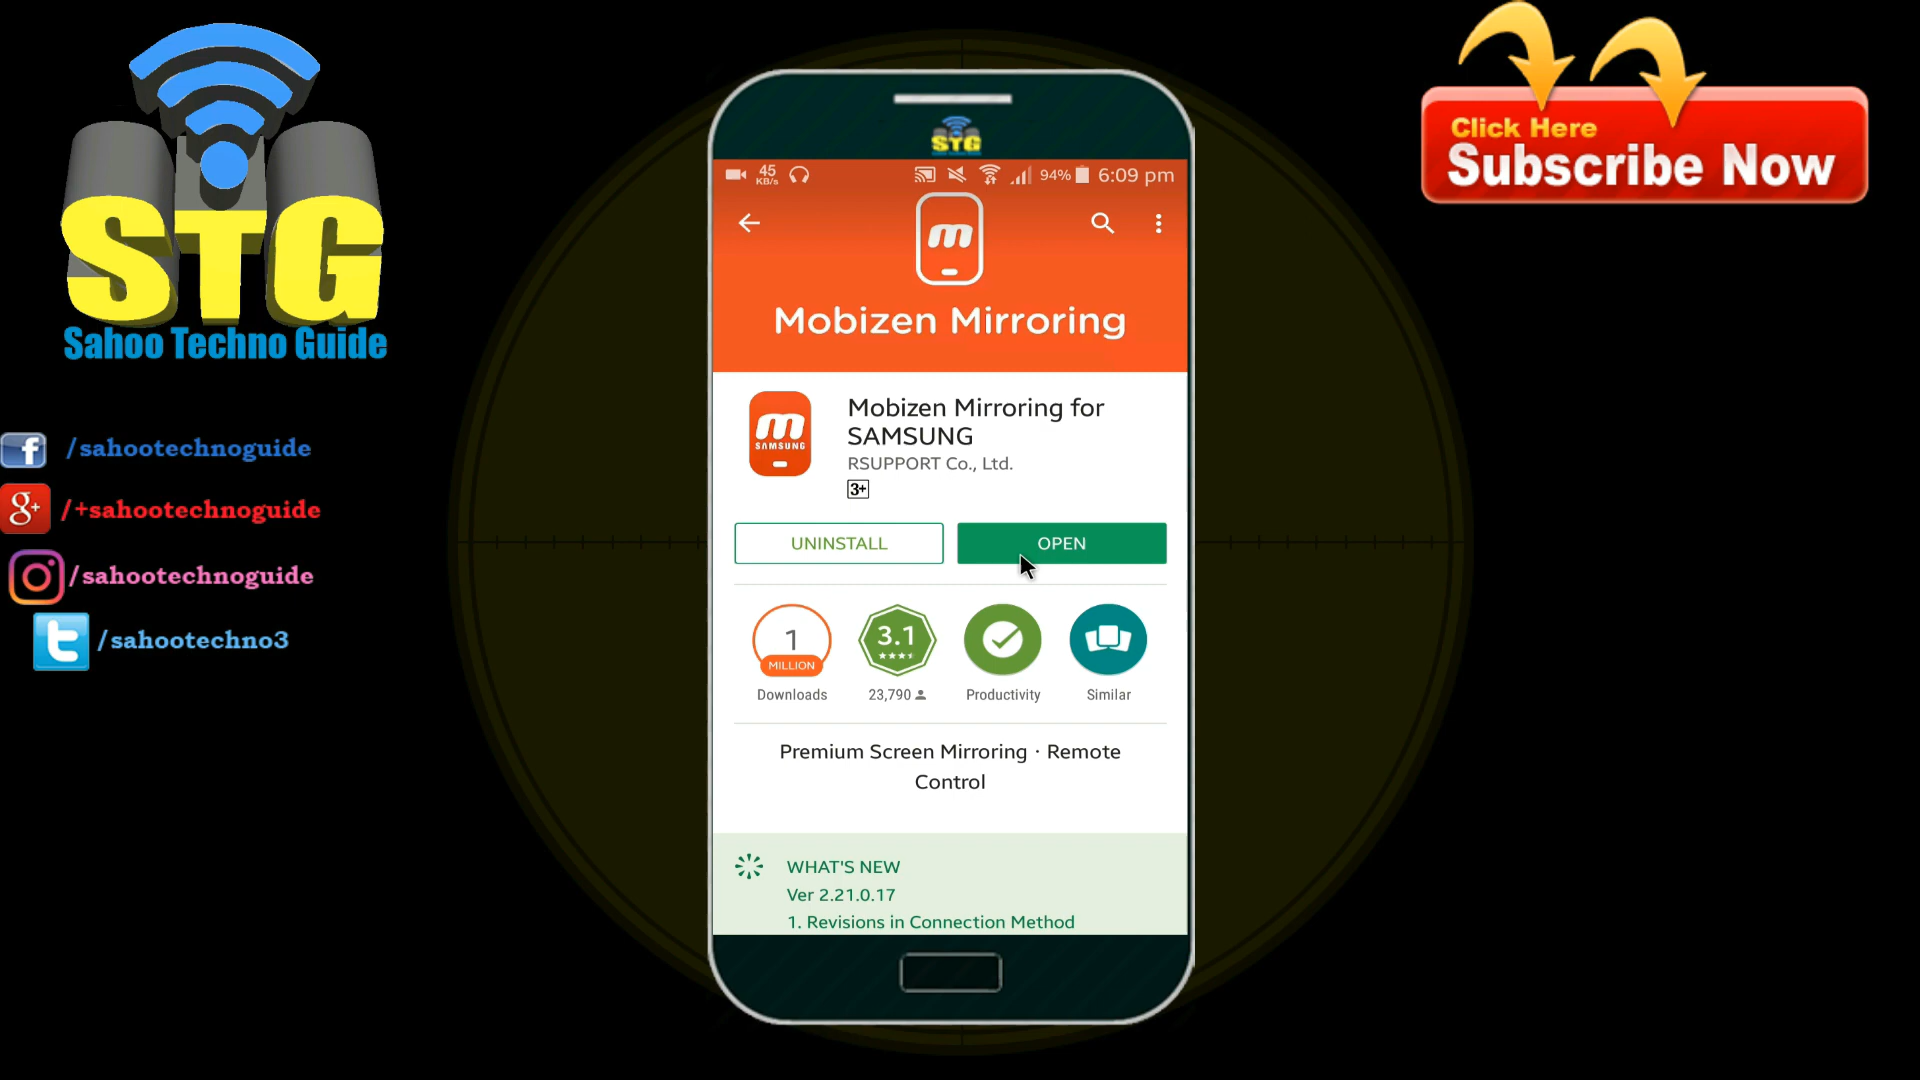 STG
Sahoo Techno Guide
/sahootechnoguide
/+sahootechnoguide
/sahootechnoguide
/sahootechno3
Click Here
Subscribe Now
STG
45
KB/s
94%
6:09 pm
m
Mobizen Mirroring
m
SAMSUNG
Mobizen Mirroring for
SAMSUNG
RSUPPORT Co., Ltd.
3+
UNINSTALL
OPEN
1
MILLION
Downloads
3.1
23,790
Productivity
Similar
Premium Screen Mirroring · Remote
Control
WHAT'S NEW
Ver 2.21.0.17
1. Revisions in Connection Method